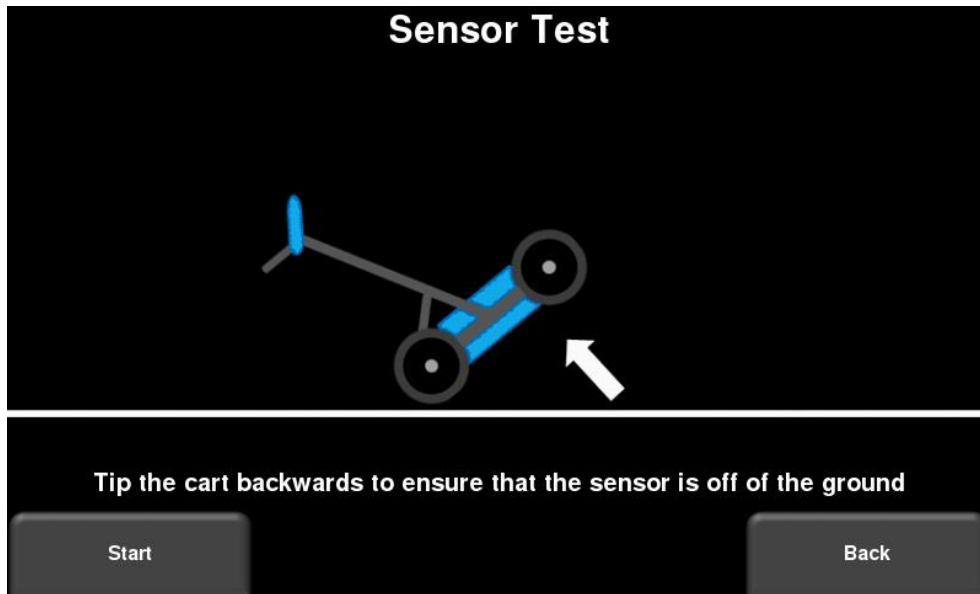 Sensor Test
Tip the cart backwards to ensure that the sensor is off of the ground
Start
Back